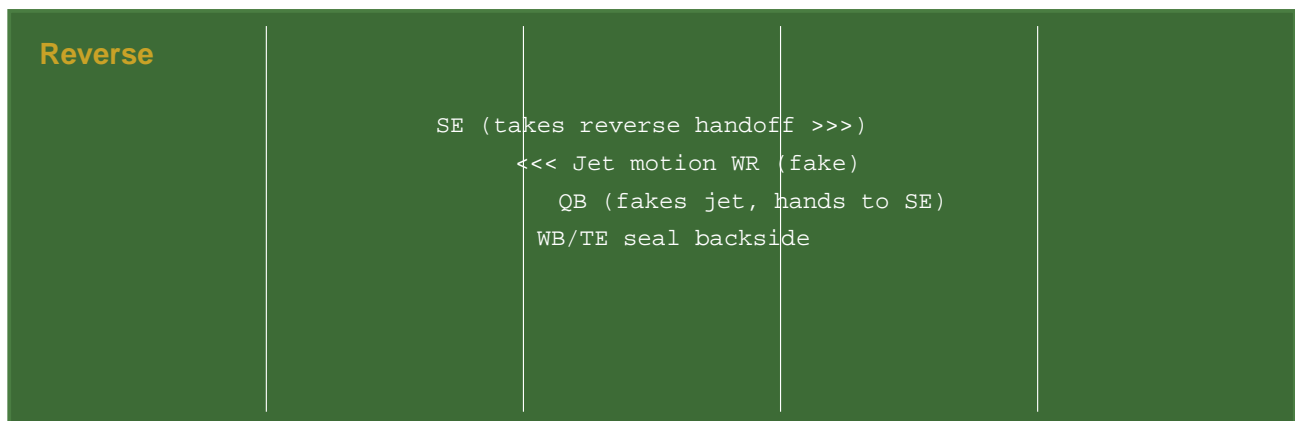 Reverse
SE (takes reverse handoff >>>)
<<< Jet motion WR (fake)
QB (fakes jet, hands to SE)
WB/TE seal backside